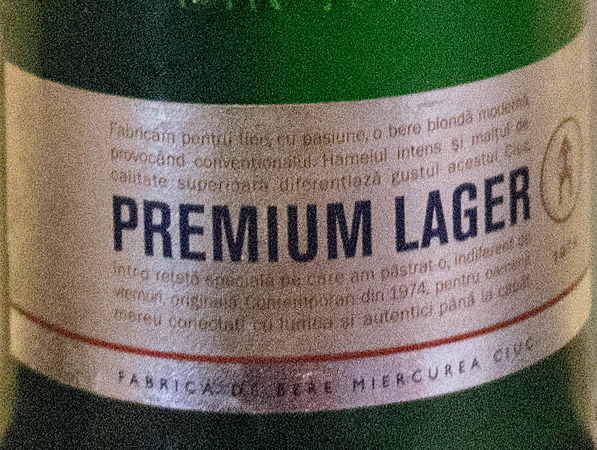 Fabricăm pentru tine, cu pasiune, o bere blondă modernă
provocând convenționalul. Hameiul intens și malțul de
calitate superioară diferențiază gustul acestui Ciuc
PREMIUM LAGER
într-o rețetă specială pe care am păstrat-o, indiferent de
vremuri, originală. Contemporan din 1974, pentru oamenii
mereu conectați cu lumea și autentici până la capăt.
FABRICA DE BERE MIERCUREA CIUC